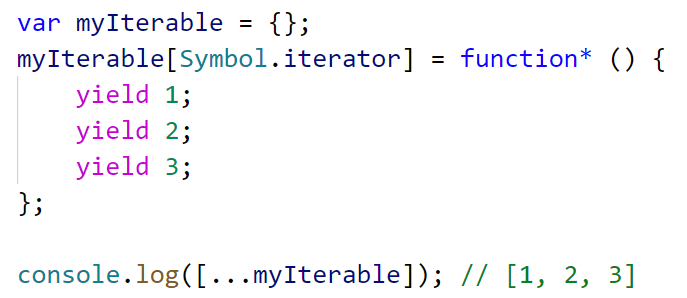 var myIterable = {};
myIterable[Symbol.iterator] = function* () {
    yield 1;
    yield 2;
    yield 3;
};

console.log([...myIterable]); // [1, 2, 3]